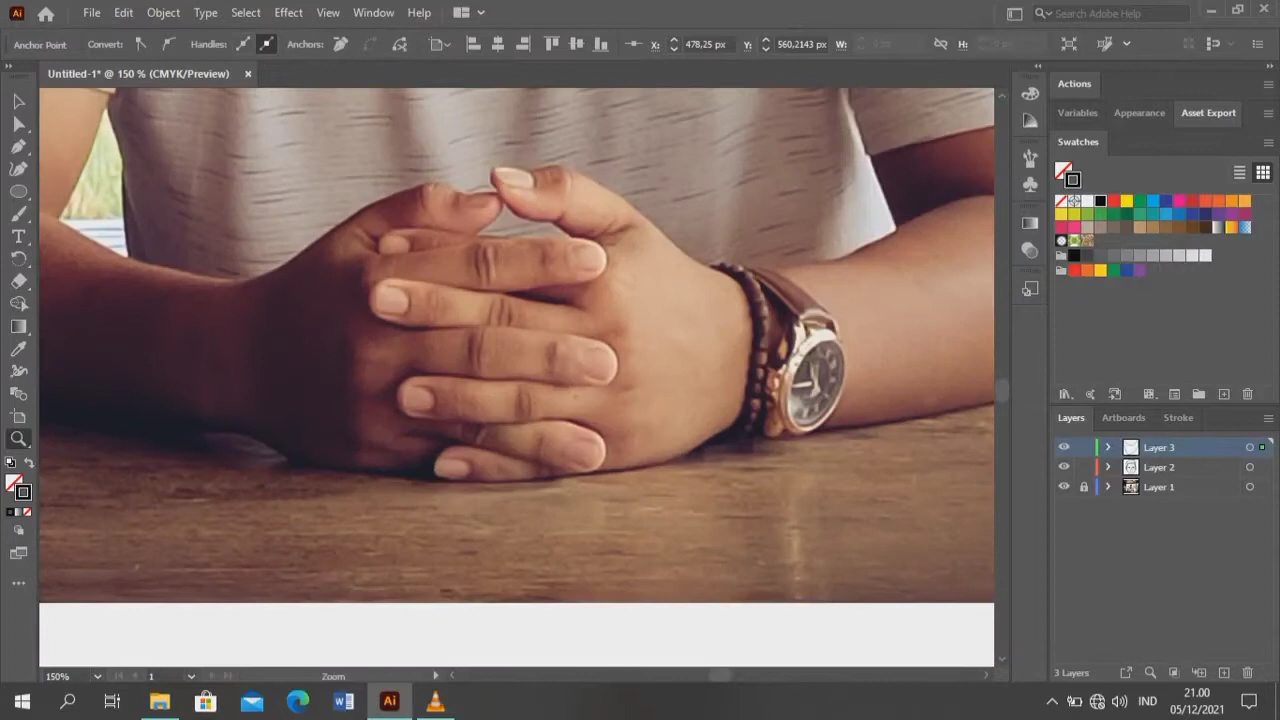 Ai File Edit Object Type Select Effect View Window Help Search Adobe Help
Anchor Point Convert: Handles: Anchors: X: 478,25 px Y: 560,2143 px W: H:
Untitled-1* @ 150 % (CMYK/Preview) ×
Actions
Variables Appearance Asset Export
Swatches
Layers Artboards Stroke
Layer 3
Layer 2
Layer 1
3 Layers
150% 1 Zoom
Ai IND 21.00
05/12/2021